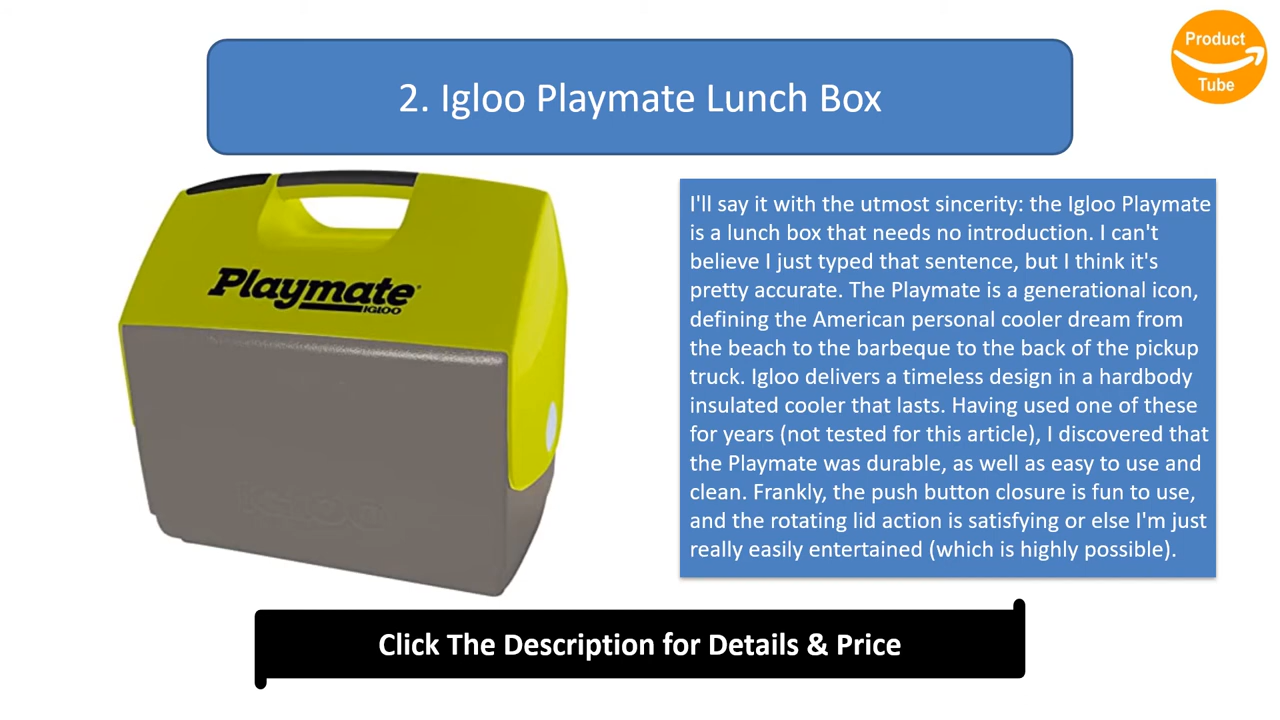 Product
Tube
2. Igloo Playmate Lunch Box
Playmate
IGLOO
IGLOO
I'll say it with the utmost sincerity: the Igloo Playmate
is a lunch box that needs no introduction. I can't
believe I just typed that sentence, but I think it's
pretty accurate. The Playmate is a generational icon,
defining the American personal cooler dream from
the beach to the barbeque to the back of the pickup
truck. Igloo delivers a timeless design in a hardbody
insulated cooler that lasts. Having used one of these
for years (not tested for this article), I discovered that
the Playmate was durable, as well as easy to use and
clean. Frankly, the push button closure is fun to use,
and the rotating lid action is satisfying or else I'm just
really easily entertained (which is highly possible).
Click The Description for Details & Price